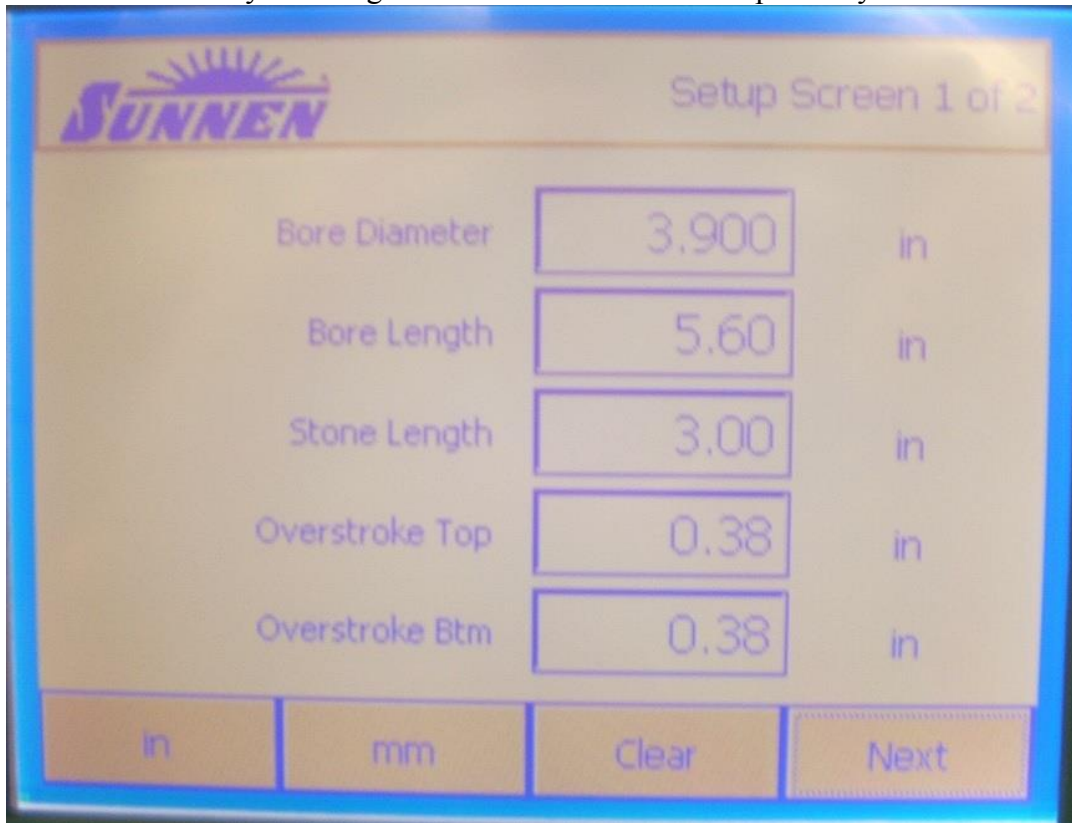 SUNNEN
Setup Screen 1 of 2
Bore Diameter 3.900 in
Bore Length 5.60 in
Stone Length 3.00 in
Overstroke Top 0.38 in
Overstroke Btm 0.38 in
in mm Clear Next